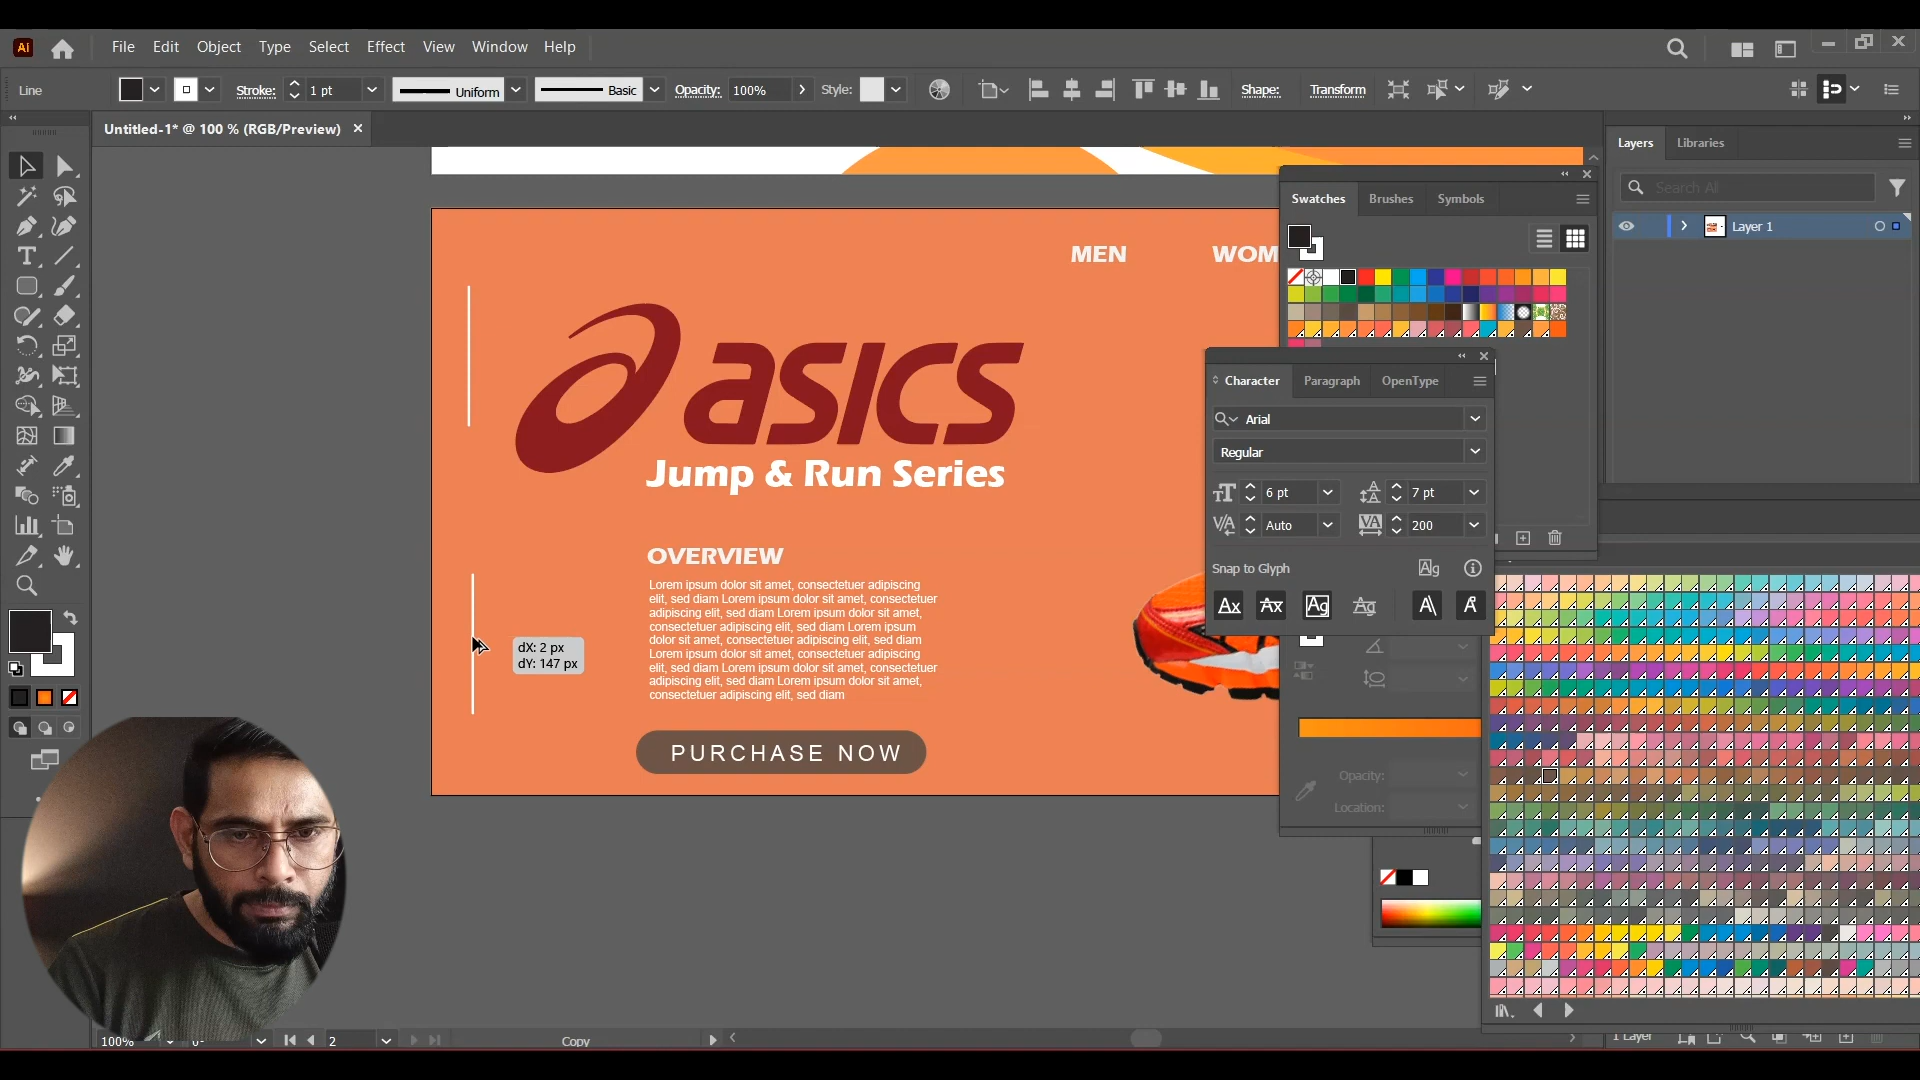 Ai File Edit Object Type Select Effect View Window Help
Line Stroke: 1 pt Uniform Basic Opacity: 100% Style: Shape: Transform
Untitled-1* @ 100 % (RGB/Preview)
Layers Libraries
Search All
Layer 1
Swatches Brushes Symbols
MEN WOM
asics
Jump & Run Series
Character Paragraph OpenType
Arial
Regular
6 pt 7 pt
Auto 200
Snap to Glyph
OVERVIEW
Lorem ipsum dolor sit amet, consectetuer adipiscing
elit, sed diam Lorem ipsum dolor sit amet, consectetuer
adipiscing elit, sed diam Lorem ipsum dolor sit amet,
consectetuer adipiscing elit, sed diam Lorem ipsum
dolor sit amet, consectetuer adipiscing elit, sed diam
Lorem ipsum dolor sit amet, consectetuer adipiscing
elit, sed diam Lorem ipsum dolor sit amet, consectetuer
adipiscing elit, sed diam Lorem ipsum dolor sit amet,
consectetuer adipiscing elit, sed diam
dX: 2 px
dY: 147 px
PURCHASE NOW
Opacity:
Location:
100% 0° 2 Copy
1 Layer